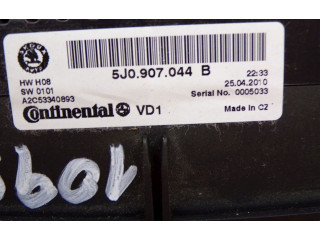 5J0.907.044 B
22:33
25.04.2010
HW H08
SW 0101
A2C53340893
Serial No. 0005033
Continental VD1
Made in CZ